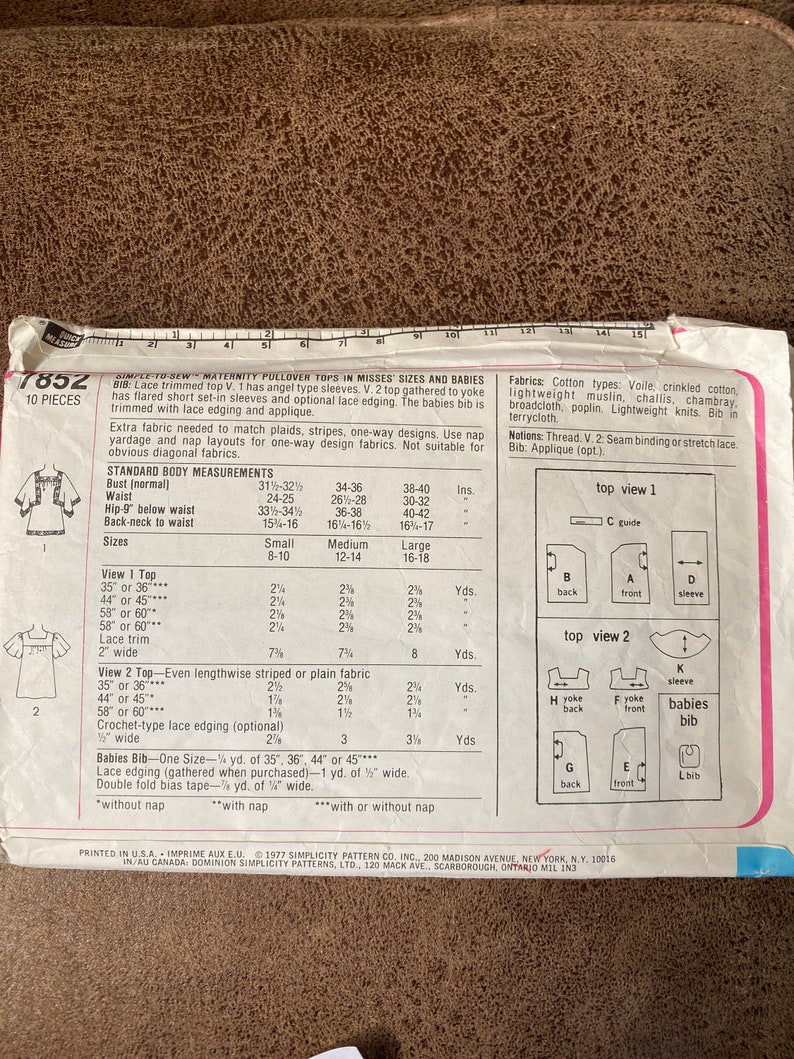 QUICK MEASURE
1 2 3
1 2 3 4 5 6 7 8 9 10 11 12 13 14 15
7852
10 PIECES
SIMPLE-TO-SEW™ MATERNITY PULLOVER TOPS IN MISSES' SIZES AND BABIES
BIB: Lace trimmed top V. 1 has angel type sleeves. V. 2 top gathered to yoke
has flared short set-in sleeves and optional lace edging. The babies bib is
trimmed with lace edging and applique.
Extra fabric needed to match plaids, stripes, one-way designs. Use nap
yardage and nap layouts for one-way design fabrics. Not suitable for
obvious diagonal fabrics.
STANDARD BODY MEASUREMENTS
Bust (normal) 31½-32½ 34-36 38-40 Ins.
Waist 24-25 26½-28 30-32 "
Hip-9" below waist 33½-34½ 36-38 40-42 "
Back-neck to waist 15¾-16 16¼-16½ 16¾-17 "
Sizes Small Medium Large
8-10 12-14 16-18
View 1 Top
35" or 36"*** 2¼ 2⅜ 2⅜ Yds.
44" or 45"*** 2¼ 2⅜ 2⅜ "
58" or 60"* 2⅛ 2⅜ 2⅜ "
58" or 60"** 2¼ 2⅜ 2⅜ "
Lace trim
2" wide 7⅜ 7¾ 8 Yds.
View 2 Top—Even lengthwise striped or plain fabric
35" or 36"*** 2½ 2⅝ 2¾ Yds.
44" or 45"* 1⅞ 2⅛ 2⅛ "
58" or 60"*** 1⅜ 1½ 1¾ "
Crochet-type lace edging (optional)
½" wide 2⅞ 3 3⅛ Yds
Babies Bib—One Size—¼ yd. of 35", 36", 44" or 45"***
Lace edging (gathered when purchased)—1 yd. of ½" wide.
Double fold bias tape—⅞ yd. of ¼" wide.
*without nap **with nap ***with or without nap
1
2
Fabrics: Cotton types: Voile, crinkled cotton,
lightweight muslin, challis, chambray,
broadcloth, poplin. Lightweight knits. Bib in
terrycloth.
Notions: Thread. V. 2: Seam binding or stretch lace.
Bib: Applique (opt.).
top view 1
C guide
B A D
back front sleeve
top view 2
K
sleeve
H yoke back
F yoke front
babies
bib
G back
E front
L bib
PRINTED IN U.S.A. • IMPRIME AUX E.U. © 1977 SIMPLICITY PATTERN CO. INC., 200 MADISON AVENUE, NEW YORK, N.Y. 10016
IN/AU CANADA: DOMINION SIMPLICITY PATTERNS, LTD., 120 MACK AVE., SCARBOROUGH, ONTARIO M1L 1N3